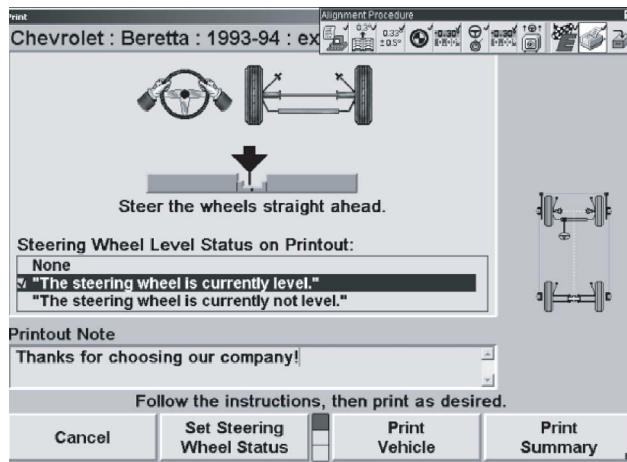 Print
Alignment Procedure
Chevrolet : Beretta : 1993-94 : ex
Steer the wheels straight ahead.
Steering Wheel Level Status on Printout:
None
"The steering wheel is currently level."
"The steering wheel is currently not level."
Printout Note
Thanks for choosing our company!
Follow the instructions, then print as desired.
Cancel
Set Steering
Wheel Status
Print
Vehicle
Print
Summary